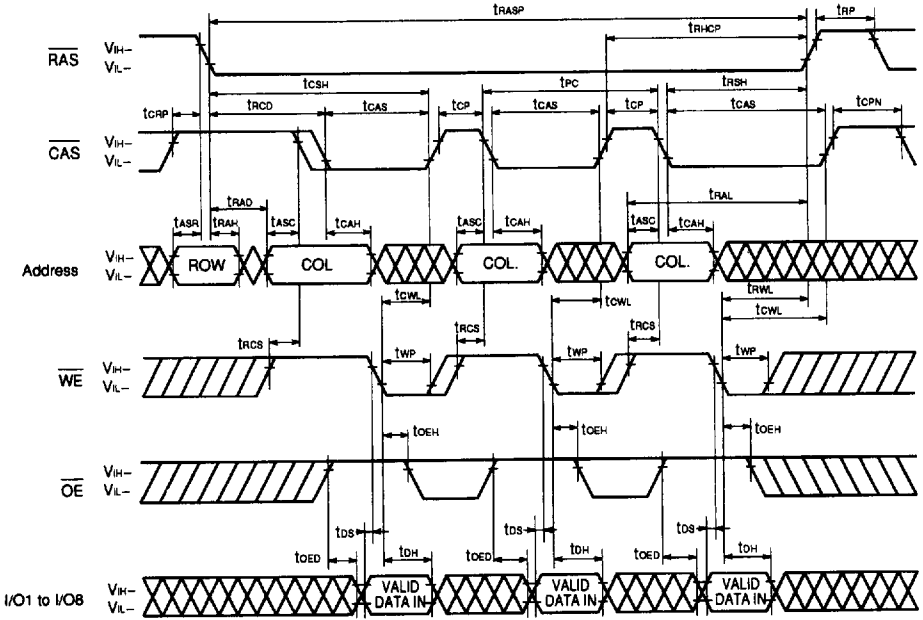 tRASP tRP
tRHCP
RAS VIH– VIL–
tCSH tPC tRSH
tCRP tRCD tCAS tCP tCAS tCP tCAS tCPN
CAS VIH– VIL–
tRAD tRAL
tASR tRAH tASC tCAH tASC tCAH tASC tCAH
Address VIH– VIL– ROW COL COL. COL.
tCWL tCWL tRWL
tCWL
tRCS tWP tRCS tWP tRCS tWP
WE VIH– VIL–
tOEH tOEH tOEH
OE VIH– VIL–
tDS tDS tDS
tOED tDH tOED tDH tOED tDH
I/O1 to I/O8 VIH– VIL– VALID DATA IN VALID DATA IN VALID DATA IN